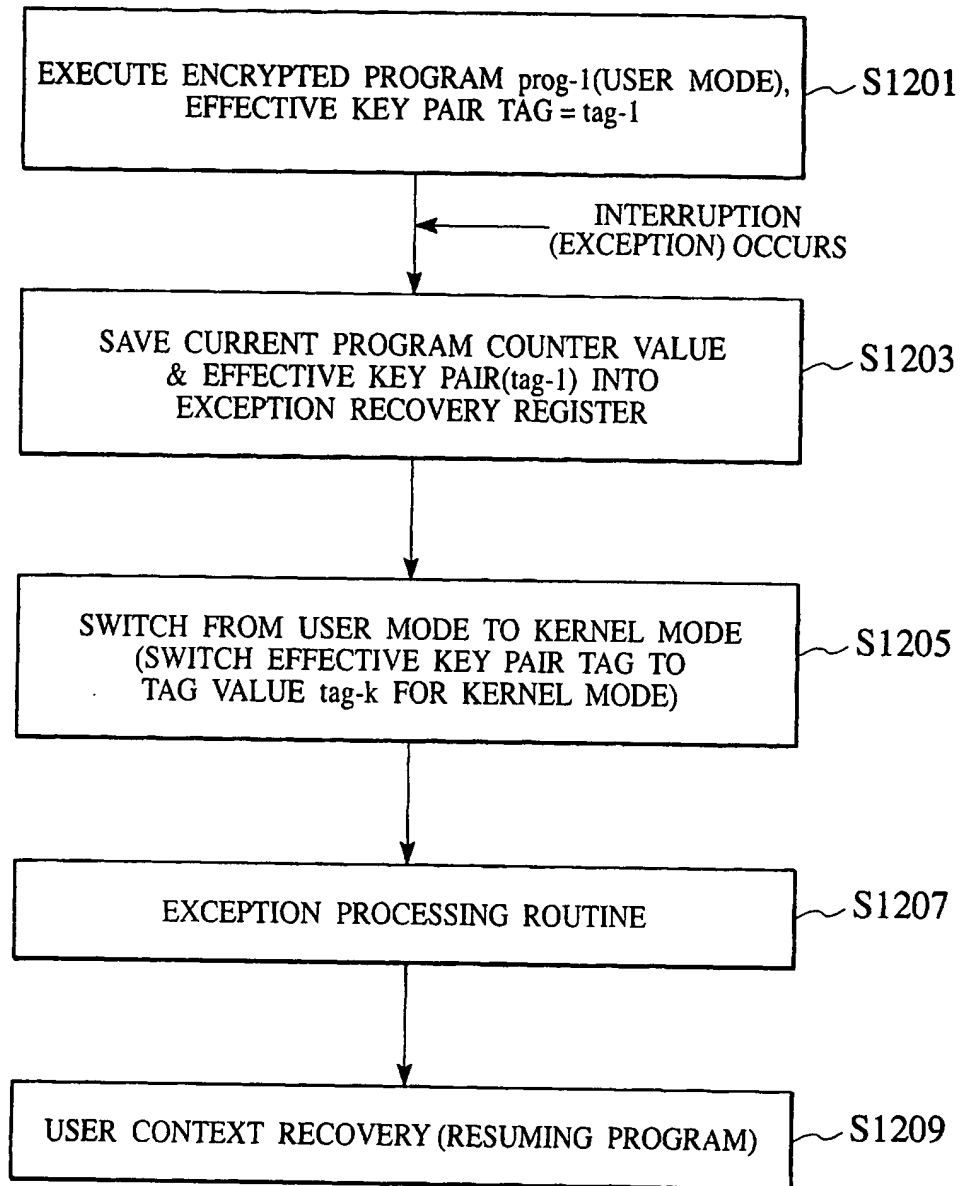 EXECUTE ENCRYPTED PROGRAM prog-1(USER MODE),
EFFECTIVE KEY PAIR TAG = tag-1
S1201
INTERRUPTION
(EXCEPTION) OCCURS
SAVE CURRENT PROGRAM COUNTER VALUE
& EFFECTIVE KEY PAIR(tag-1) INTO
EXCEPTION RECOVERY REGISTER
S1203
SWITCH FROM USER MODE TO KERNEL MODE
(SWITCH EFFECTIVE KEY PAIR TAG TO
TAG VALUE tag-k FOR KERNEL MODE)
S1205
EXCEPTION PROCESSING ROUTINE
S1207
USER CONTEXT RECOVERY (RESUMING PROGRAM)
S1209